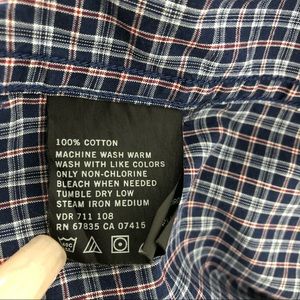 100% COTTON
MACHINE WASH WARM
WASH WITH LIKE COLORS
ONLY NON-CHLORINE
BLEACH WHEN NEEDED
TUMBLE DRY LOW
STEAM IRON MEDIUM
VDR 711 108
RN 67835 CA 07415